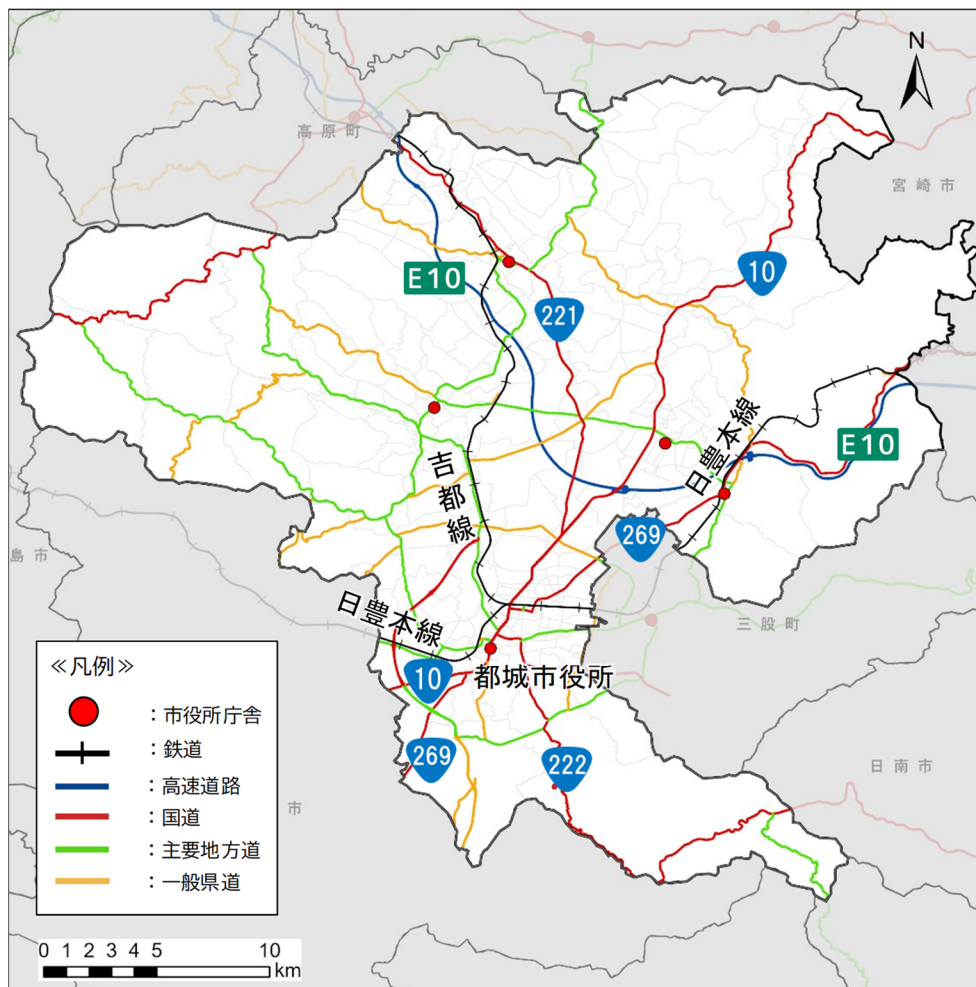 N
高原町
宮崎市
E10
10
221
日豊本線
E10
吉都線
269
島市
日豊本線
三股町
都城市役所
10
269
222
日南市
市
≪凡例≫
：市役所庁舎
：鉄道
：高速道路
：国道
：主要地方道
：一般県道
0 1 2 3 4 5 10
km